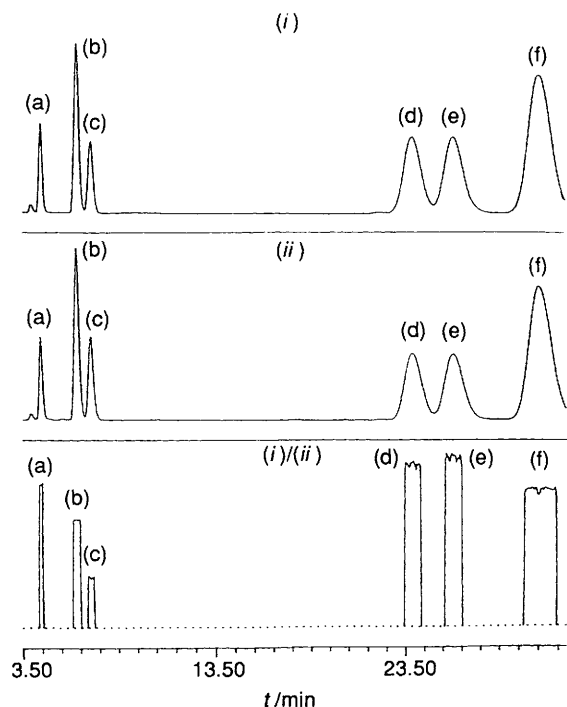 (i)
(f)
(b)
(a)
(c)
(d)
(e)
(ii)
(b)
(f)
(a)
(c)
(d)
(e)
(i)/(ii)
(a)
(b)
(c)
(d)
(e)
(f)
3.50
13.50
23.50
t/min